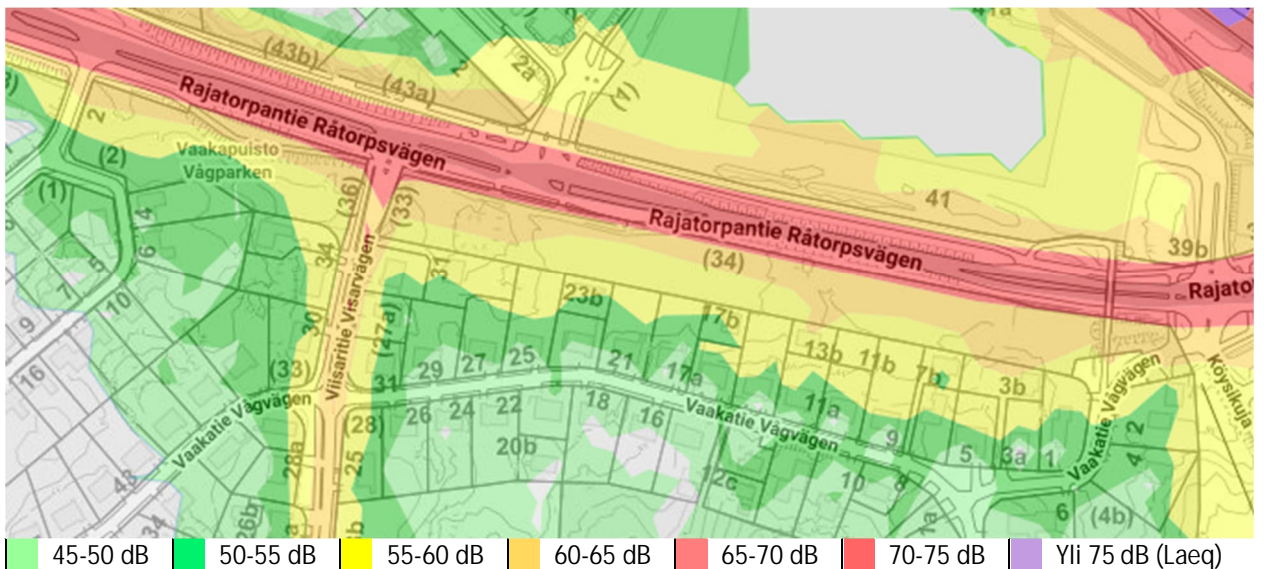 41a
(43b)
2a
2
(43a)
(4)
Rajatorpantie Råtorpsvägen
2
Vaakapuisto
Vågparken
(2)
(1)
(36)
(33)
41
4
34
Rajatorpantie Råtorpsvägen
(34)
39b
6
5
31
Rajato
7
10
23b
17b
9
30
Viisaritie Visarvägen
(27a)
13b
11b
7b
3b
Köysikuja
16
(33)
31
29
27
25
21
17a
11a
Vaakatie Vågvägen
Vaakatie Vågvägen
(28)
26
24
22
18
16
Vaakatie Vågvägen
9
5
3a
1
2
4
28a
25
20b
12c
10
8
43
34
26b
a
1b
1a
6
(4b)
45-50 dB
50-55 dB
55-60 dB
60-65 dB
65-70 dB
70-75 dB
Yli 75 dB (Laeq)